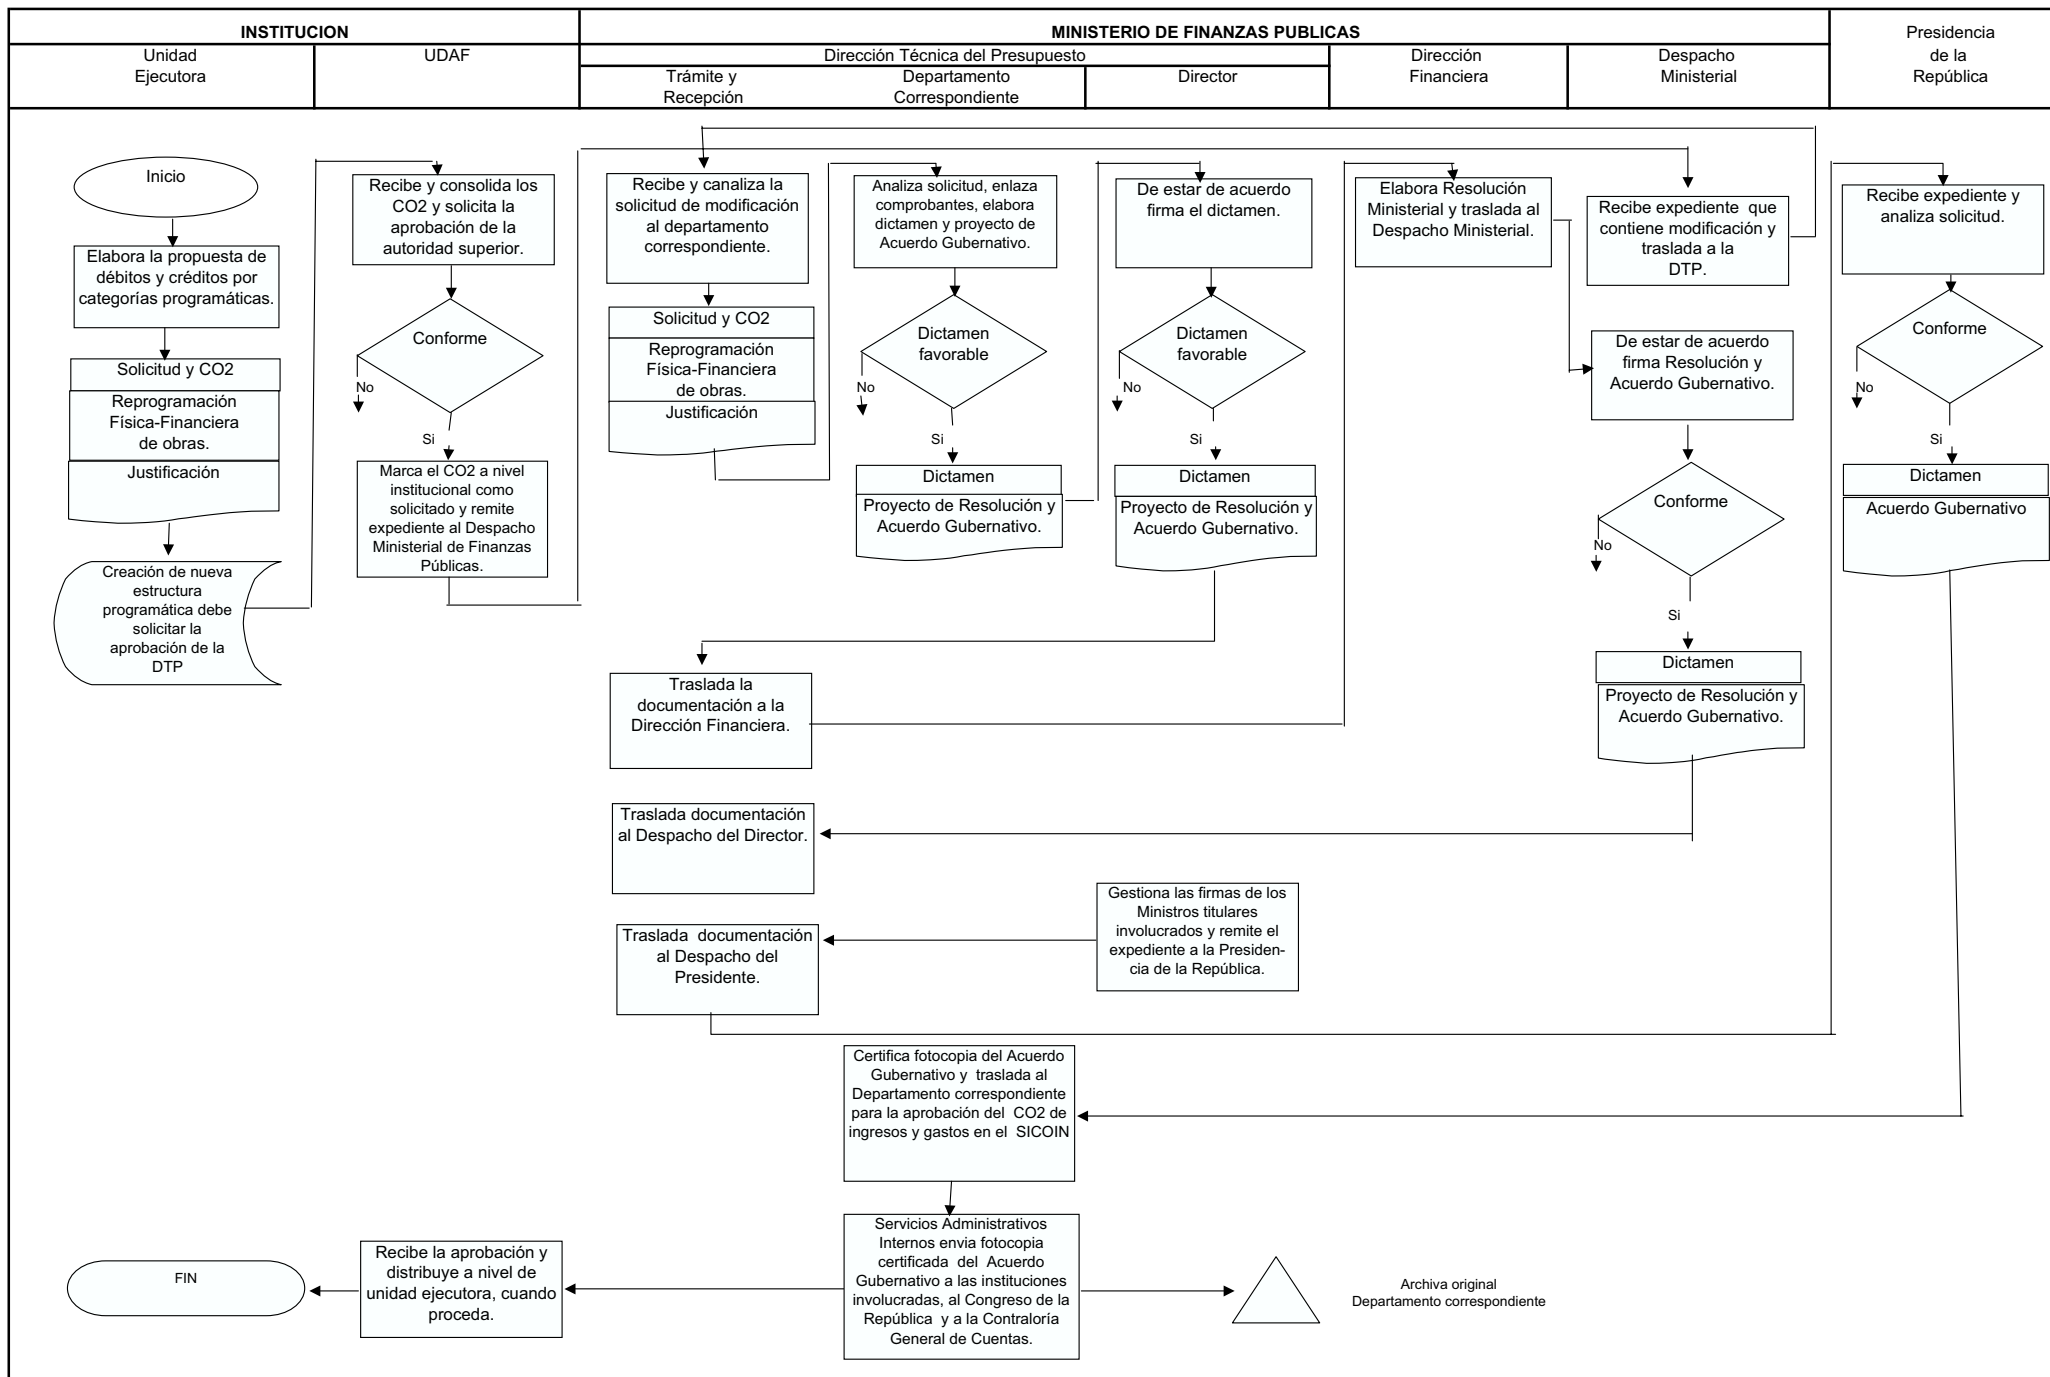 INSTITUCION
MINISTERIO DE FINANZAS PUBLICAS
Presidencia
de la
República
Unidad
Ejecutora
UDAF
Dirección Técnica del Presupuesto
Trámite y
Recepción
Departamento
Correspondiente
Director
Dirección
Financiera
Despacho
Ministerial
Inicio
Elabora la propuesta de
débitos y créditos por
categorías programáticas.
Solicitud y CO2
Reprogramación
Física-Financiera
de obras.
Justificación
Creación de nueva
estructura
programática debe
solicitar la
aprobación de la
DTP
Recibe y consolida los
CO2 y solicita la
aprobación de la
autoridad superior.
Conforme
No
Si
Marca el CO2 a nivel
institucional como
solicitado y remite
expediente al Despacho
Ministerial de Finanzas
Públicas.
Recibe y canaliza la
solicitud de modificación
al departamento
correspondiente.
Solicitud y CO2
Reprogramación
Física-Financiera
de obras.
Justificación
Analiza solicitud, enlaza
comprobantes, elabora
dictamen y proyecto de
Acuerdo Gubernativo.
Dictamen
favorable
No
Si
Dictamen
Proyecto de Resolución y
Acuerdo Gubernativo.
De estar de acuerdo
firma el dictamen.
Dictamen
favorable
No
Si
Dictamen
Proyecto de Resolución y
Acuerdo Gubernativo.
Elabora Resolución
Ministerial y traslada al
Despacho Ministerial.
Recibe expediente  que
contiene modificación y
traslada a la
DTP.
De estar de acuerdo
firma Resolución y
Acuerdo Gubernativo.
Conforme
No
Si
Dictamen
Proyecto de Resolución y
Acuerdo Gubernativo.
Recibe expediente y
analiza solicitud.
Conforme
No
Si
Dictamen
Acuerdo Gubernativo
Traslada la
documentación a la
Dirección Financiera.
Traslada documentación
al Despacho del Director.
Gestiona las firmas de los
Ministros titulares
involucrados y remite el
expediente a la Presiden-
cia de la República.
Traslada  documentación
al Despacho del
Presidente.
Certifica fotocopia del Acuerdo
Gubernativo y  traslada al
Departamento correspondiente
para la aprobación del  CO2 de
ingresos y gastos en el  SICOIN
Servicios Administrativos
Internos envia fotocopia
certificada  del  Acuerdo
Gubernativo a las instituciones
involucradas, al Congreso de la
República  y a la Contraloría
General de Cuentas.
Recibe la aprobación y
distribuye a nivel de
unidad ejecutora, cuando
proceda.
FIN
Archiva original
Departamento correspondiente